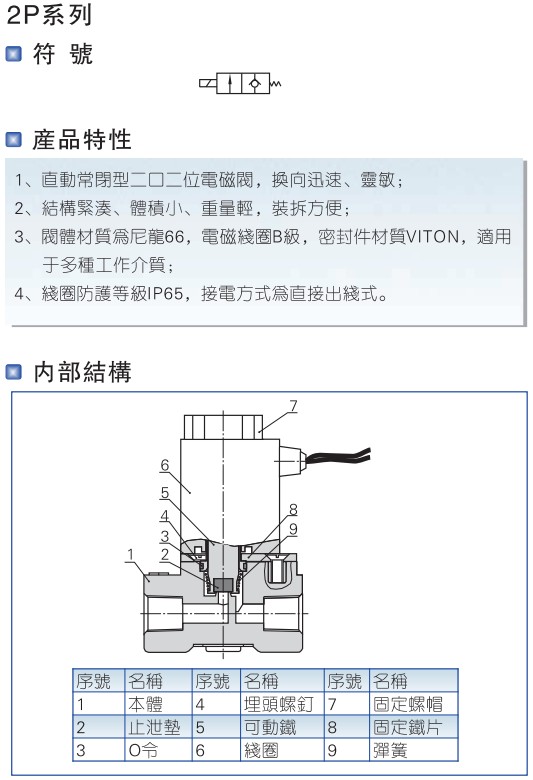 2P系列
符 號
産品特性
1、直動常閉型二口二位電磁閥，換向迅速、靈敏；
2、結構緊凑、體積小、重量輕，裝拆方便；
3、閥體材質爲尼龍66，電磁綫圈B級，密封件材質VITON，適用
于多種工作介質；
4、綫圈防護等級IP65，接電方式爲直接出綫式。
内部結構
7
6
5
4
3
2
1
8
9
序號 名稱 序號 名稱 序號 名稱
1 本體 4 埋頭螺釘 7 固定螺帽
2 止泄墊 5 可動鐵 8 固定鐵片
3 O令 6 綫圈 9 彈簧